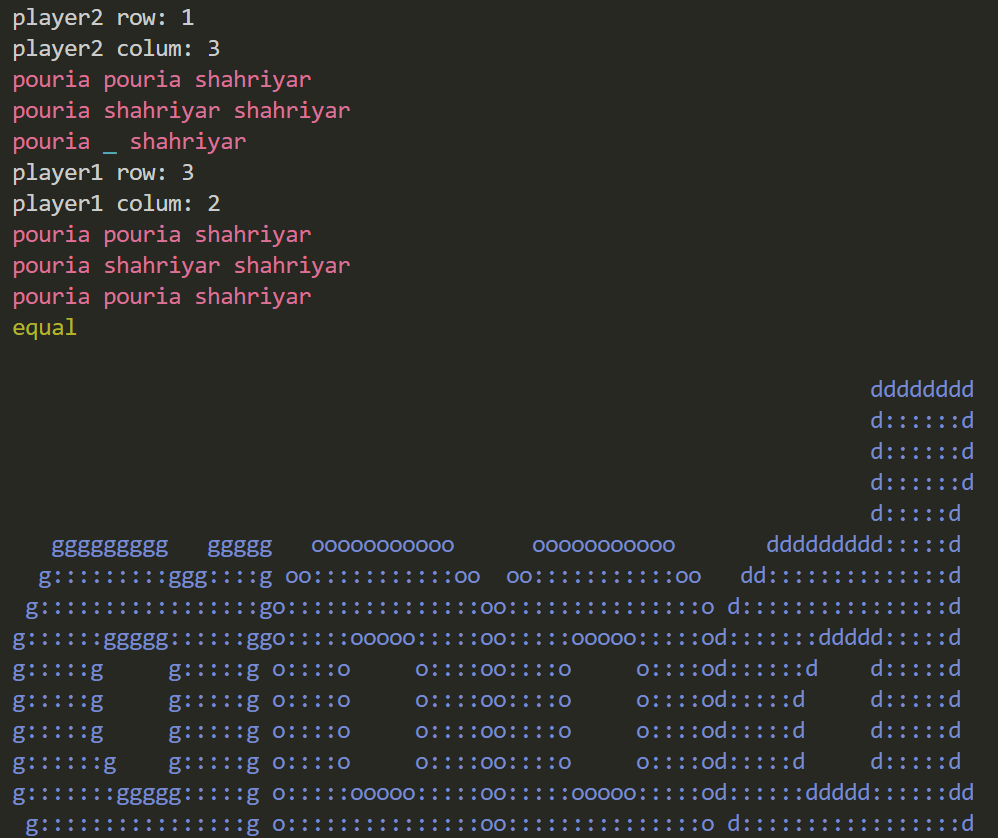 player2 row: 1
player2 colum: 3
pouria pouria shahriyar
pouria shahriyar shahriyar
pouria _ shahriyar
player1 row: 3
player1 colum: 2
pouria pouria shahriyar
pouria shahriyar shahriyar
pouria pouria shahriyar
equal
                                                                  dddddddd
                                                                  d::::::d
                                                                  d::::::d
                                                                  d::::::d
                                                                  d:::::d
   ggggggggg   ggggg   ooooooooooo      ooooooooooo       ddddddddd:::::d
  g:::::::::ggg::::g oo:::::::::::oo  oo:::::::::::oo   dd::::::::::::::d
 g:::::::::::::::::go:::::::::::::::oo:::::::::::::::o d::::::::::::::::d
g::::::ggggg::::::ggo:::::ooooo:::::oo:::::ooooo:::::od:::::::ddddd:::::d
g:::::g     g:::::g o::::o     o::::oo::::o     o::::od::::::d    d:::::d
g:::::g     g:::::g o::::o     o::::oo::::o     o::::od:::::d     d:::::d
g:::::g     g:::::g o::::o     o::::oo::::o     o::::od:::::d     d:::::d
g::::::g    g:::::g o::::o     o::::oo::::o     o::::od:::::d     d:::::d
g:::::::ggggg:::::g o:::::ooooo:::::oo:::::ooooo:::::od::::::ddddd::::::dd
 g::::::::::::::::g o:::::::::::::::oo:::::::::::::::o d:::::::::::::::::d